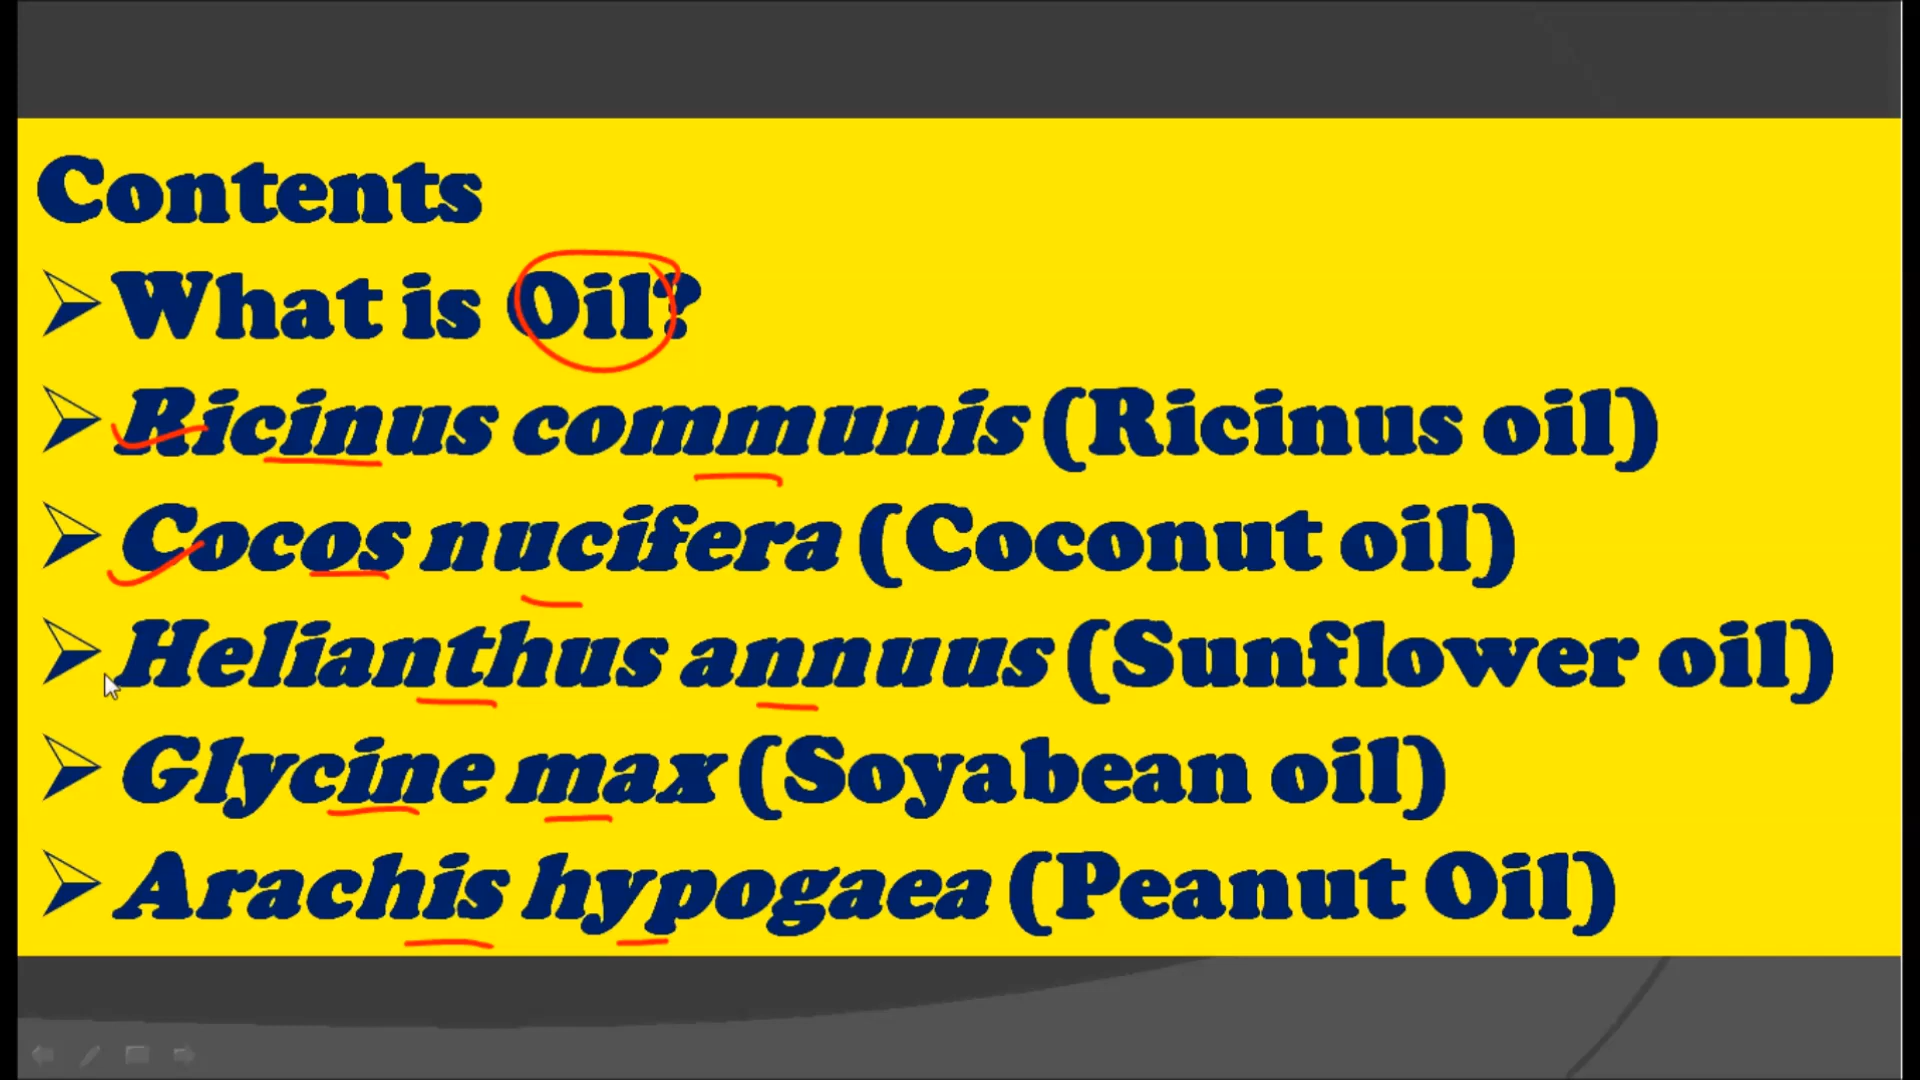 Contents
What is Oil?
Ricinus communis (Ricinus oil)
Cocos nucifera (Coconut oil)
Helianthus annuus (Sunflower oil)
Glycine max (Soyabean oil)
Arachis hypogaea (Peanut Oil)